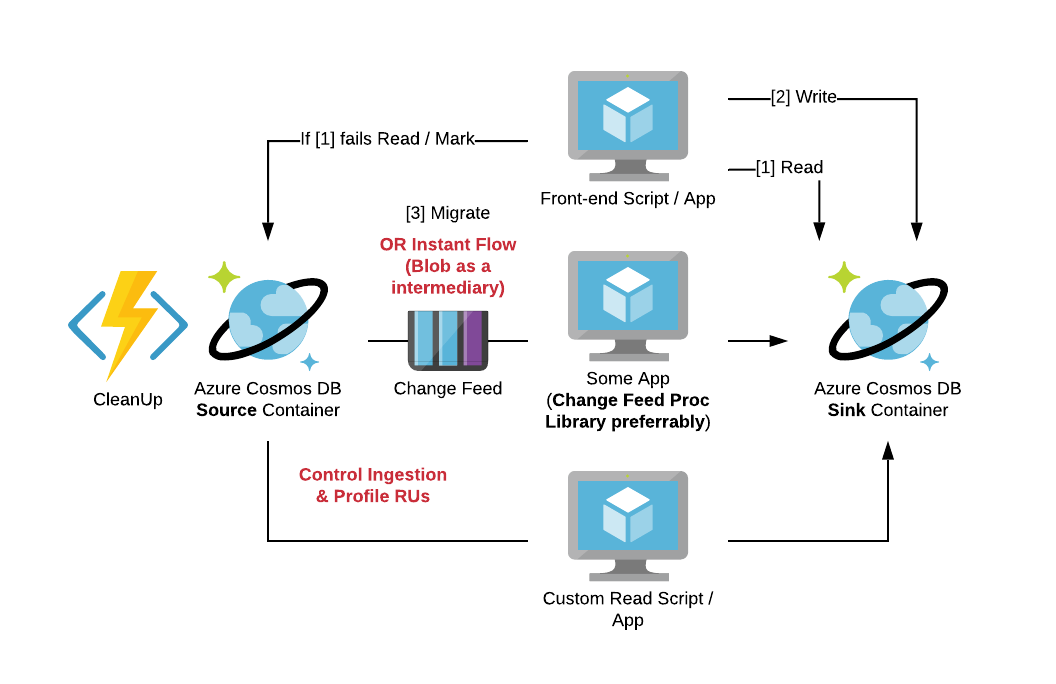 [2] Write
If [1] fails Read / Mark
[1] Read
Front-end Script / App
[3] Migrate
OR Instant Flow
(Blob as a
intermediary)
CleanUp
Azure Cosmos DB
Source Container
Change Feed
Some App
(Change Feed Proc
Library preferrably)
Azure Cosmos DB
Sink Container
Control Ingestion
& Profile RUs
Custom Read Script /
App